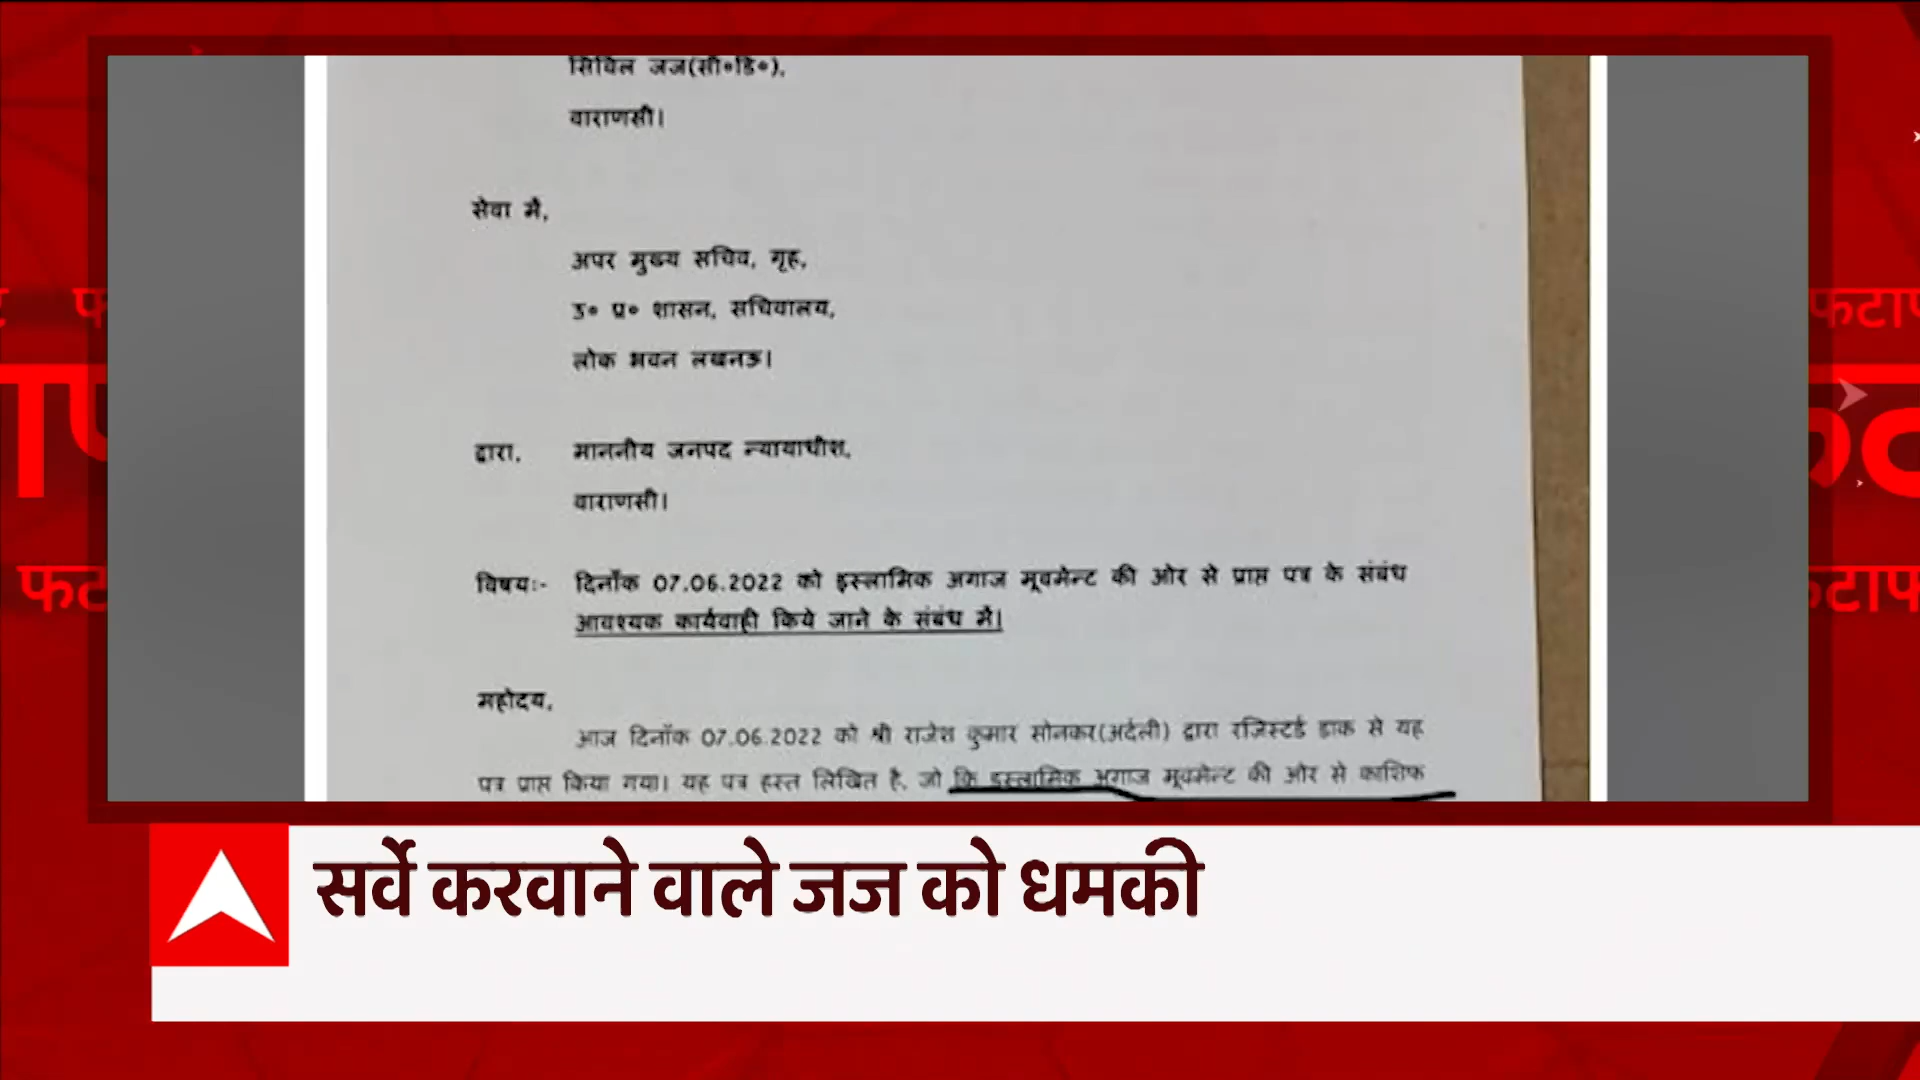 सिविल जज(सी०डि०),
वाराणसी।
सेवा मै,
अपर मुख्य सचिव, गृह,
उ० प्र० शासन, सचिवालय,
लोक भवन लखनऊ।
द्वारा, माननीय जनपद न्यायाधीश,
वाराणसी।
विषयः- दिनाँक 07.06.2022 को इस्लामिक अगाज मूवमेन्ट की ओर से प्राप्त पत्र के संबंध
आवश्यक कार्यवाही किये जाने के संबंध मै।
महोदय,
आज दिनाँक 07.06.2022 को श्री राजेश कुमार सोनकर(अर्दली) द्वारा रजिस्टर्ड डाक से यह
पत्र प्राप्त किया गया। यह पत्र हस्त लिखित है, जो कि इस्लामिक अगाज मूवमेन्ट की ओर से काशिफ
सर्वे करवाने वाले जज को धमकी